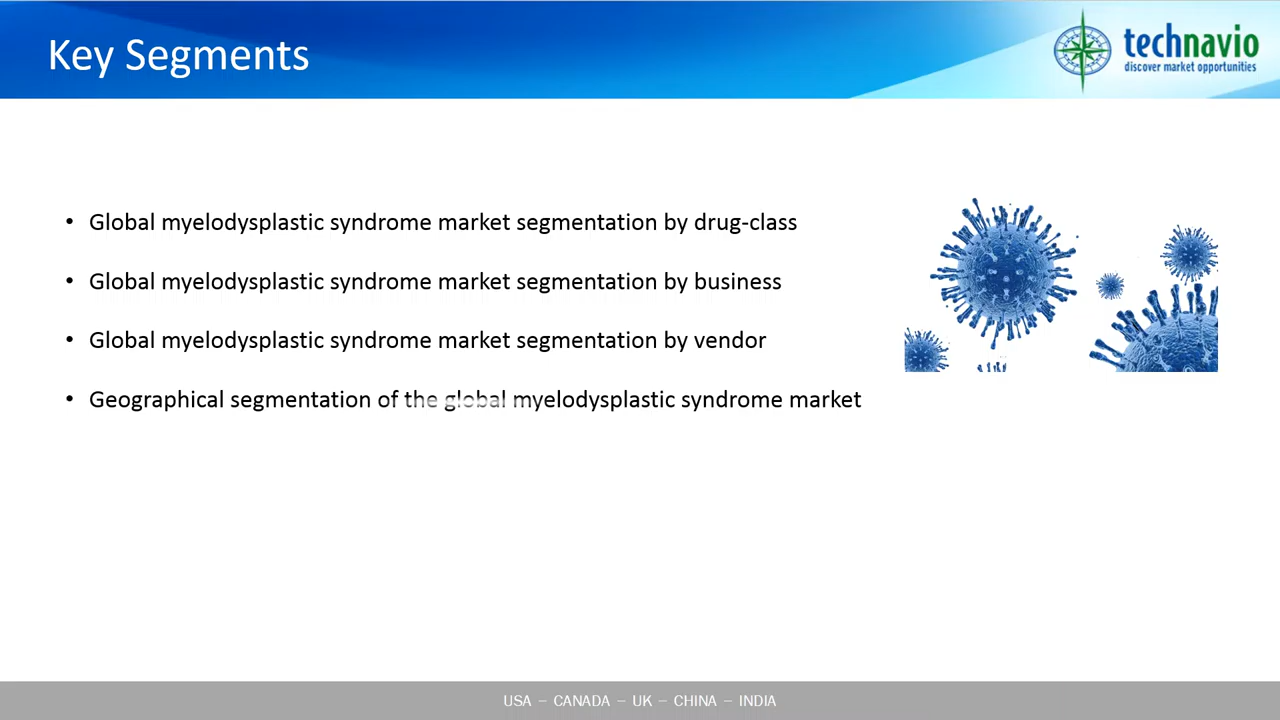 Key Segments
technavio
discover market opportunities
• Global myelodysplastic syndrome market segmentation by drug-class
• Global myelodysplastic syndrome market segmentation by business
• Global myelodysplastic syndrome market segmentation by vendor
• Geographical segmentation of the global myelodysplastic syndrome market
USA – CANADA – UK – CHINA – INDIA